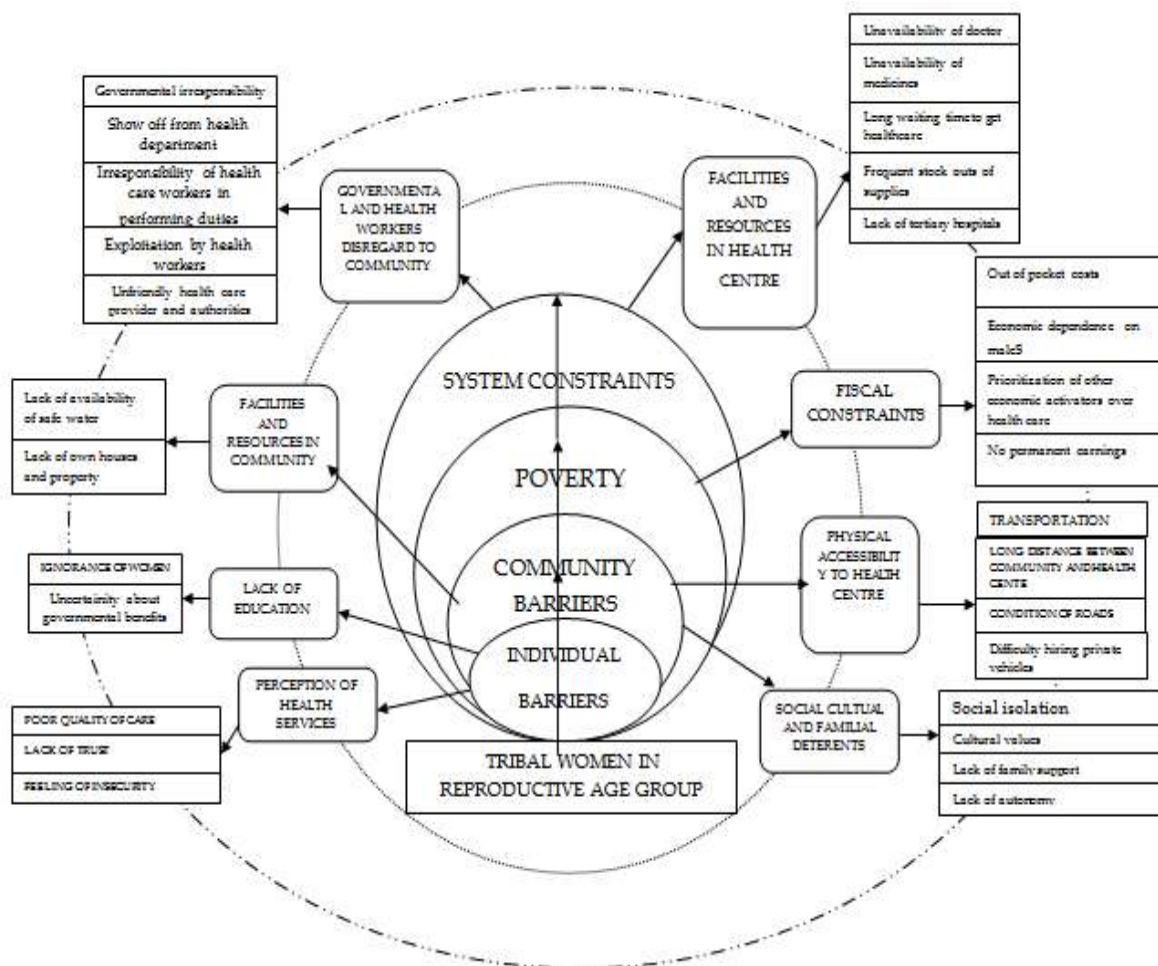 Governmental irresponsibility
Show off from health
department
Irresponsibility of health
care workers in
performing duties
Exploitation by health
workers
Unfriendly health care
provider and authorities
GOVERNMENTA
L AND HEALTH
WORKERS
DISREGARD TO
COMMUNITY
FACILITIES
AND
RESOURCES
IN HEALTH
CENTRE
Unavailability of doctor
Unavailability of
medicines
Long waiting time to get
healthcare
Frequent stock outs of
supplies
Lack of tertiary hospitals
Lack of availability
of safe water
Lack of own houses
and property
FACILITIES
AND
RESOURCES IN
COMMUNITY
SYSTEM CONSTRAINTS
POVERTY
COMMUNITY
BARRIERS
INDIVIDUAL
BARRIERS
TRIBAL WOMEN IN
REPRODUCTIVE AGE GROUP
FISCAL
CONSTRAINTS
Out of pocket costs
Economic dependence on
maleS
Prioritization of other
economic activators over
health care
No permanent earnings
IGNORANCE OF WOMEN
Uncertainity about
governmental benefits
LACK OF
EDUCATION
PHYSICAL
ACCESSIBILIT
Y TO HEALTH
CENTRE
TRANSPORTATION
LONG DISTANCE BETWEEN
COMMUNITY AND HEALTH
CENTE
CONDITION OF ROADS
Difficulty hiring private
vehicles
POOR QUALITY OF CARE
LACK OF TRUST
FEELING OF INSECURITY
PERCEPTION OF
HEALTH
SERVICES
SOCIAL CULTUAL
AND FAMILIAL
DETERENTS
Social isolation
Cultural values
Lack of family support
Lack of autonomy